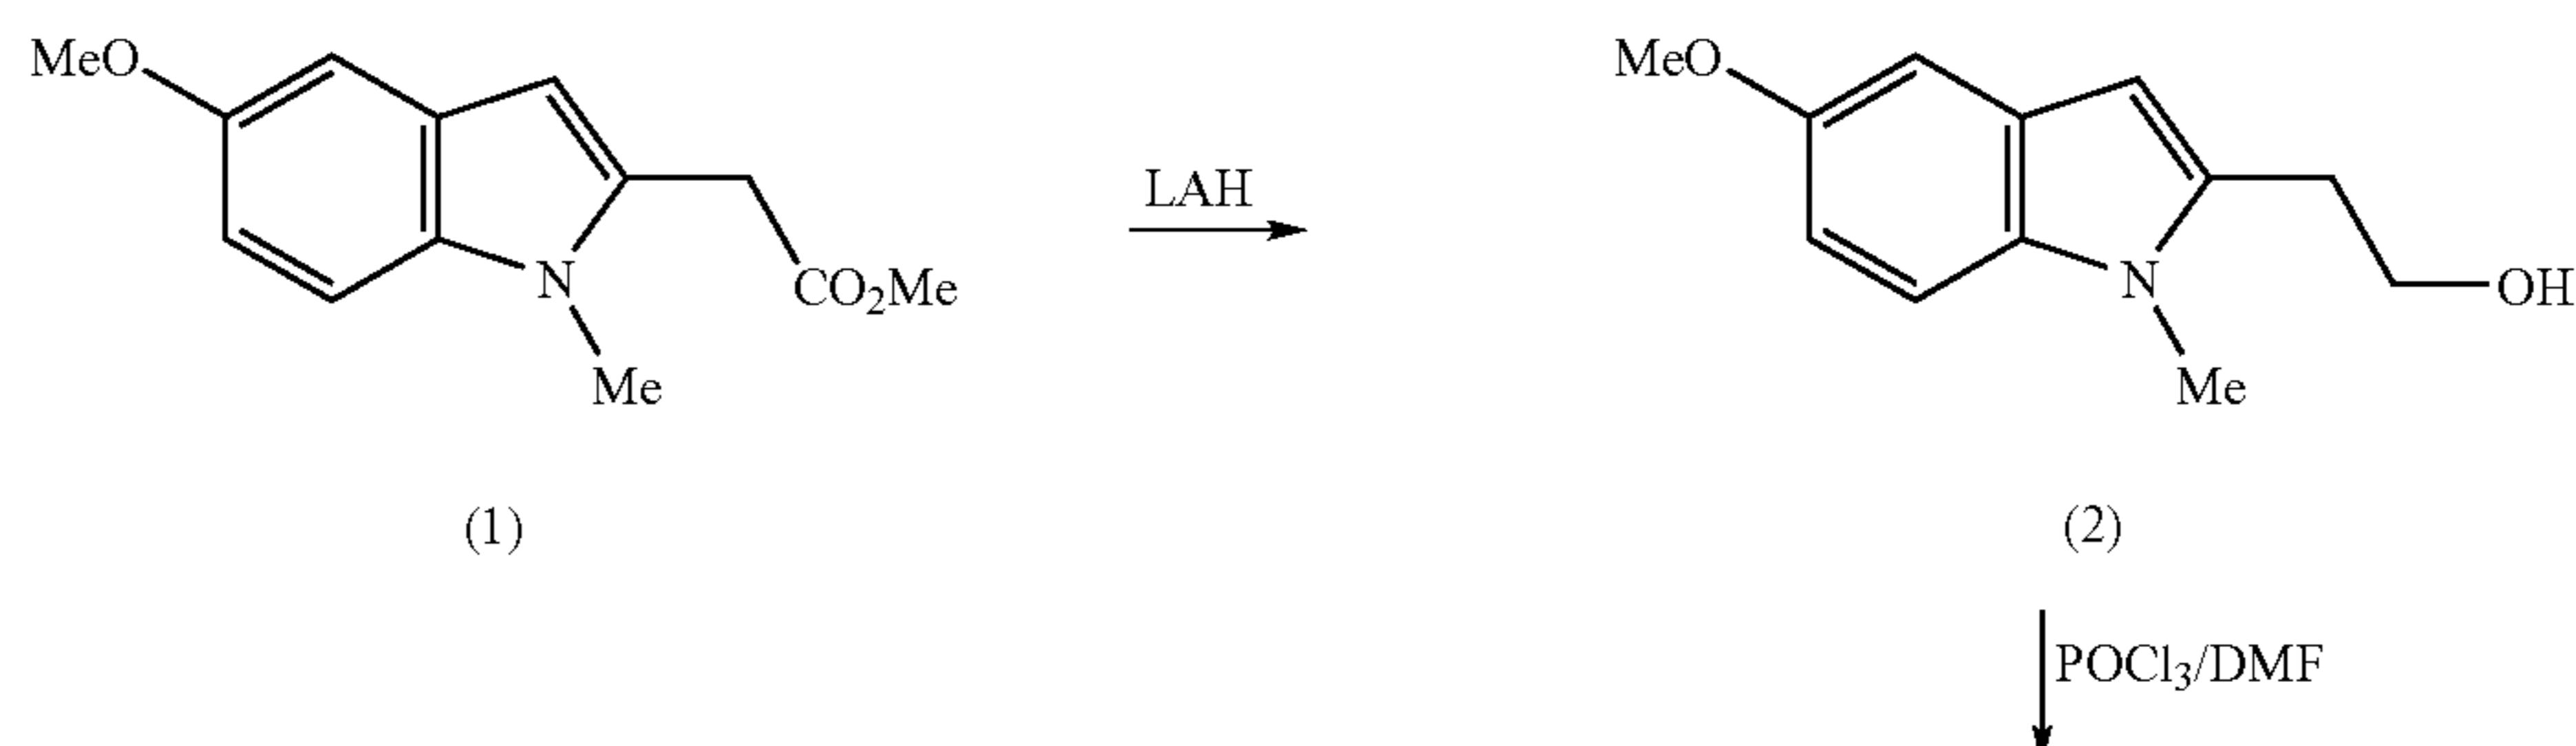 MeO
MeO
LAH
N
CO₂Me
N
OH
Me
Me
(1)
(2)
POCl₃/DMF